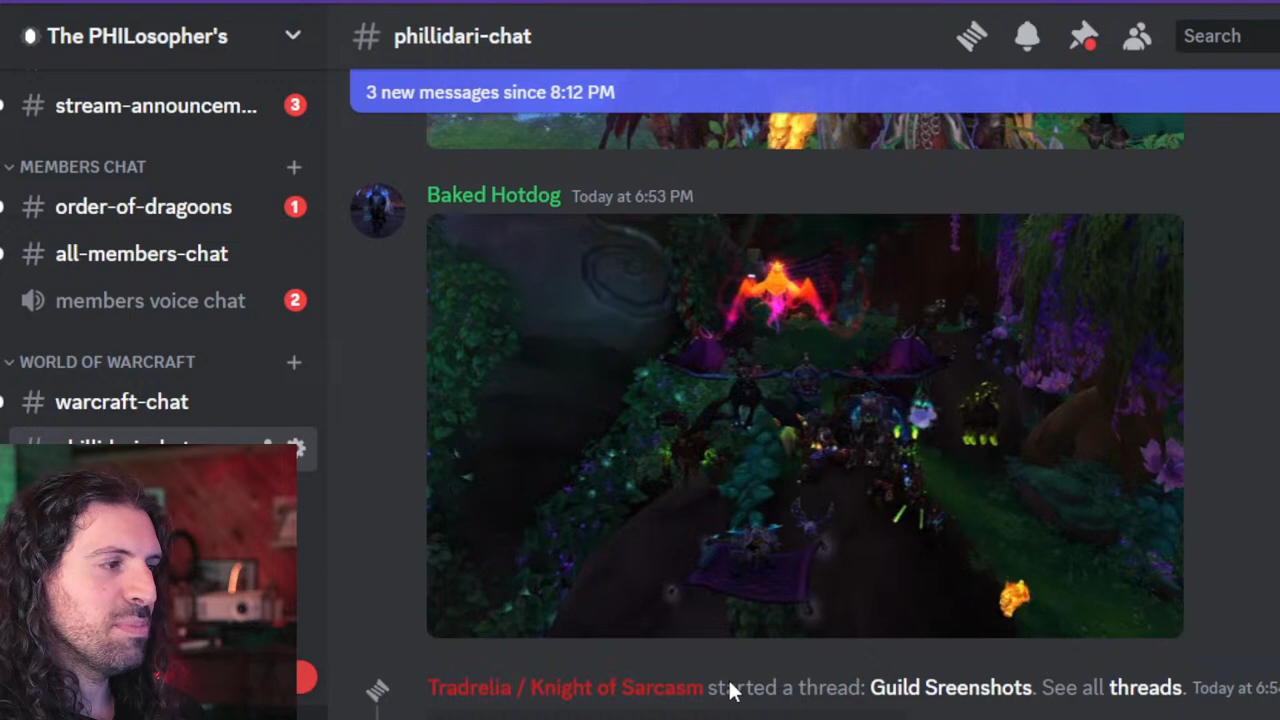 The PHILosopher's
phillidari-chat
Search
3 new messages since 8:12 PM
stream-announcem...
3
MEMBERS CHAT
order-of-dragoons
1
all-members-chat
members voice chat
2
WORLD OF WARCRAFT
warcraft-chat
Baked Hotdog Today at 6:53 PM
Tradrelia / Knight of Sarcasm started a thread: Guild Sreenshots. See all threads. Today at